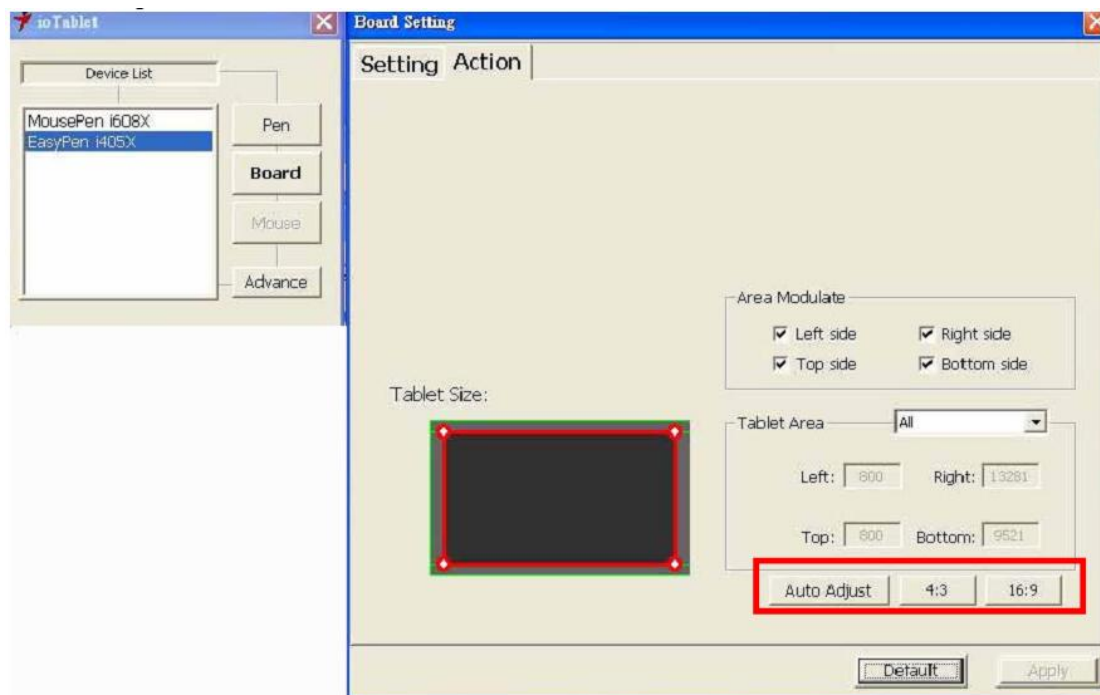 ioTablet
Device List
MousePen i608X
EasyPen i405X
Pen
Board
Mouse
Advance
Board Setting
Setting Action
Area Modulate
Left side Right side
Top side Bottom side
Tablet Size:
Tablet Area All
Left: 800 Right: 13281
Top: 800 Bottom: 9521
Auto Adjust 4:3 16:9
Default Apply